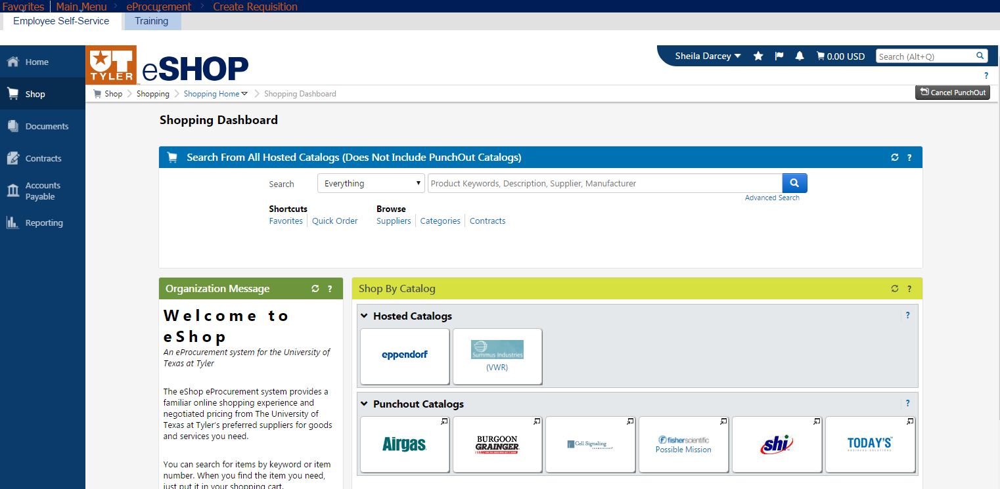 Favorites Main Menu eProcurement Create Requisition
Employee Self-Service Training
Home
Shop
Documents
Contracts
Accounts
Payable
Reporting
UT
TYLER
eSHOP
Sheila Darcey 0.00 USD Search (Alt+Q)
?
Shop Shopping Shopping Home Shopping Dashboard
Cancel PunchOut
Shopping Dashboard
Search From All Hosted Catalogs (Does Not Include PunchOut Catalogs) ?
Search Everything Product Keywords, Description, Supplier, Manufacturer
Advanced Search
Shortcuts Browse
Favorites Quick Order Suppliers Categories Contracts
Organization Message ?
Welcome to
eShop
An eProcurement system for the University of
Texas at Tyler
The eShop eProcurement system provides a
familiar online shopping experience and
negotiated pricing from The University of
Texas at Tyler's preferred suppliers for goods
and services you need.
You can search for items by keyword or item
number. When you find the item you need,
just put it in your shopping cart.
Shop By Catalog ?
Hosted Catalogs ?
eppendorf
Summus Industries
(VWR)
Punchout Catalogs ?
Airgas
BURGOON
GRAINGER
Cell Signaling
fisherscientific
Possible Mission
shi
TODAY'S
BUSINESS SOLUTIONS